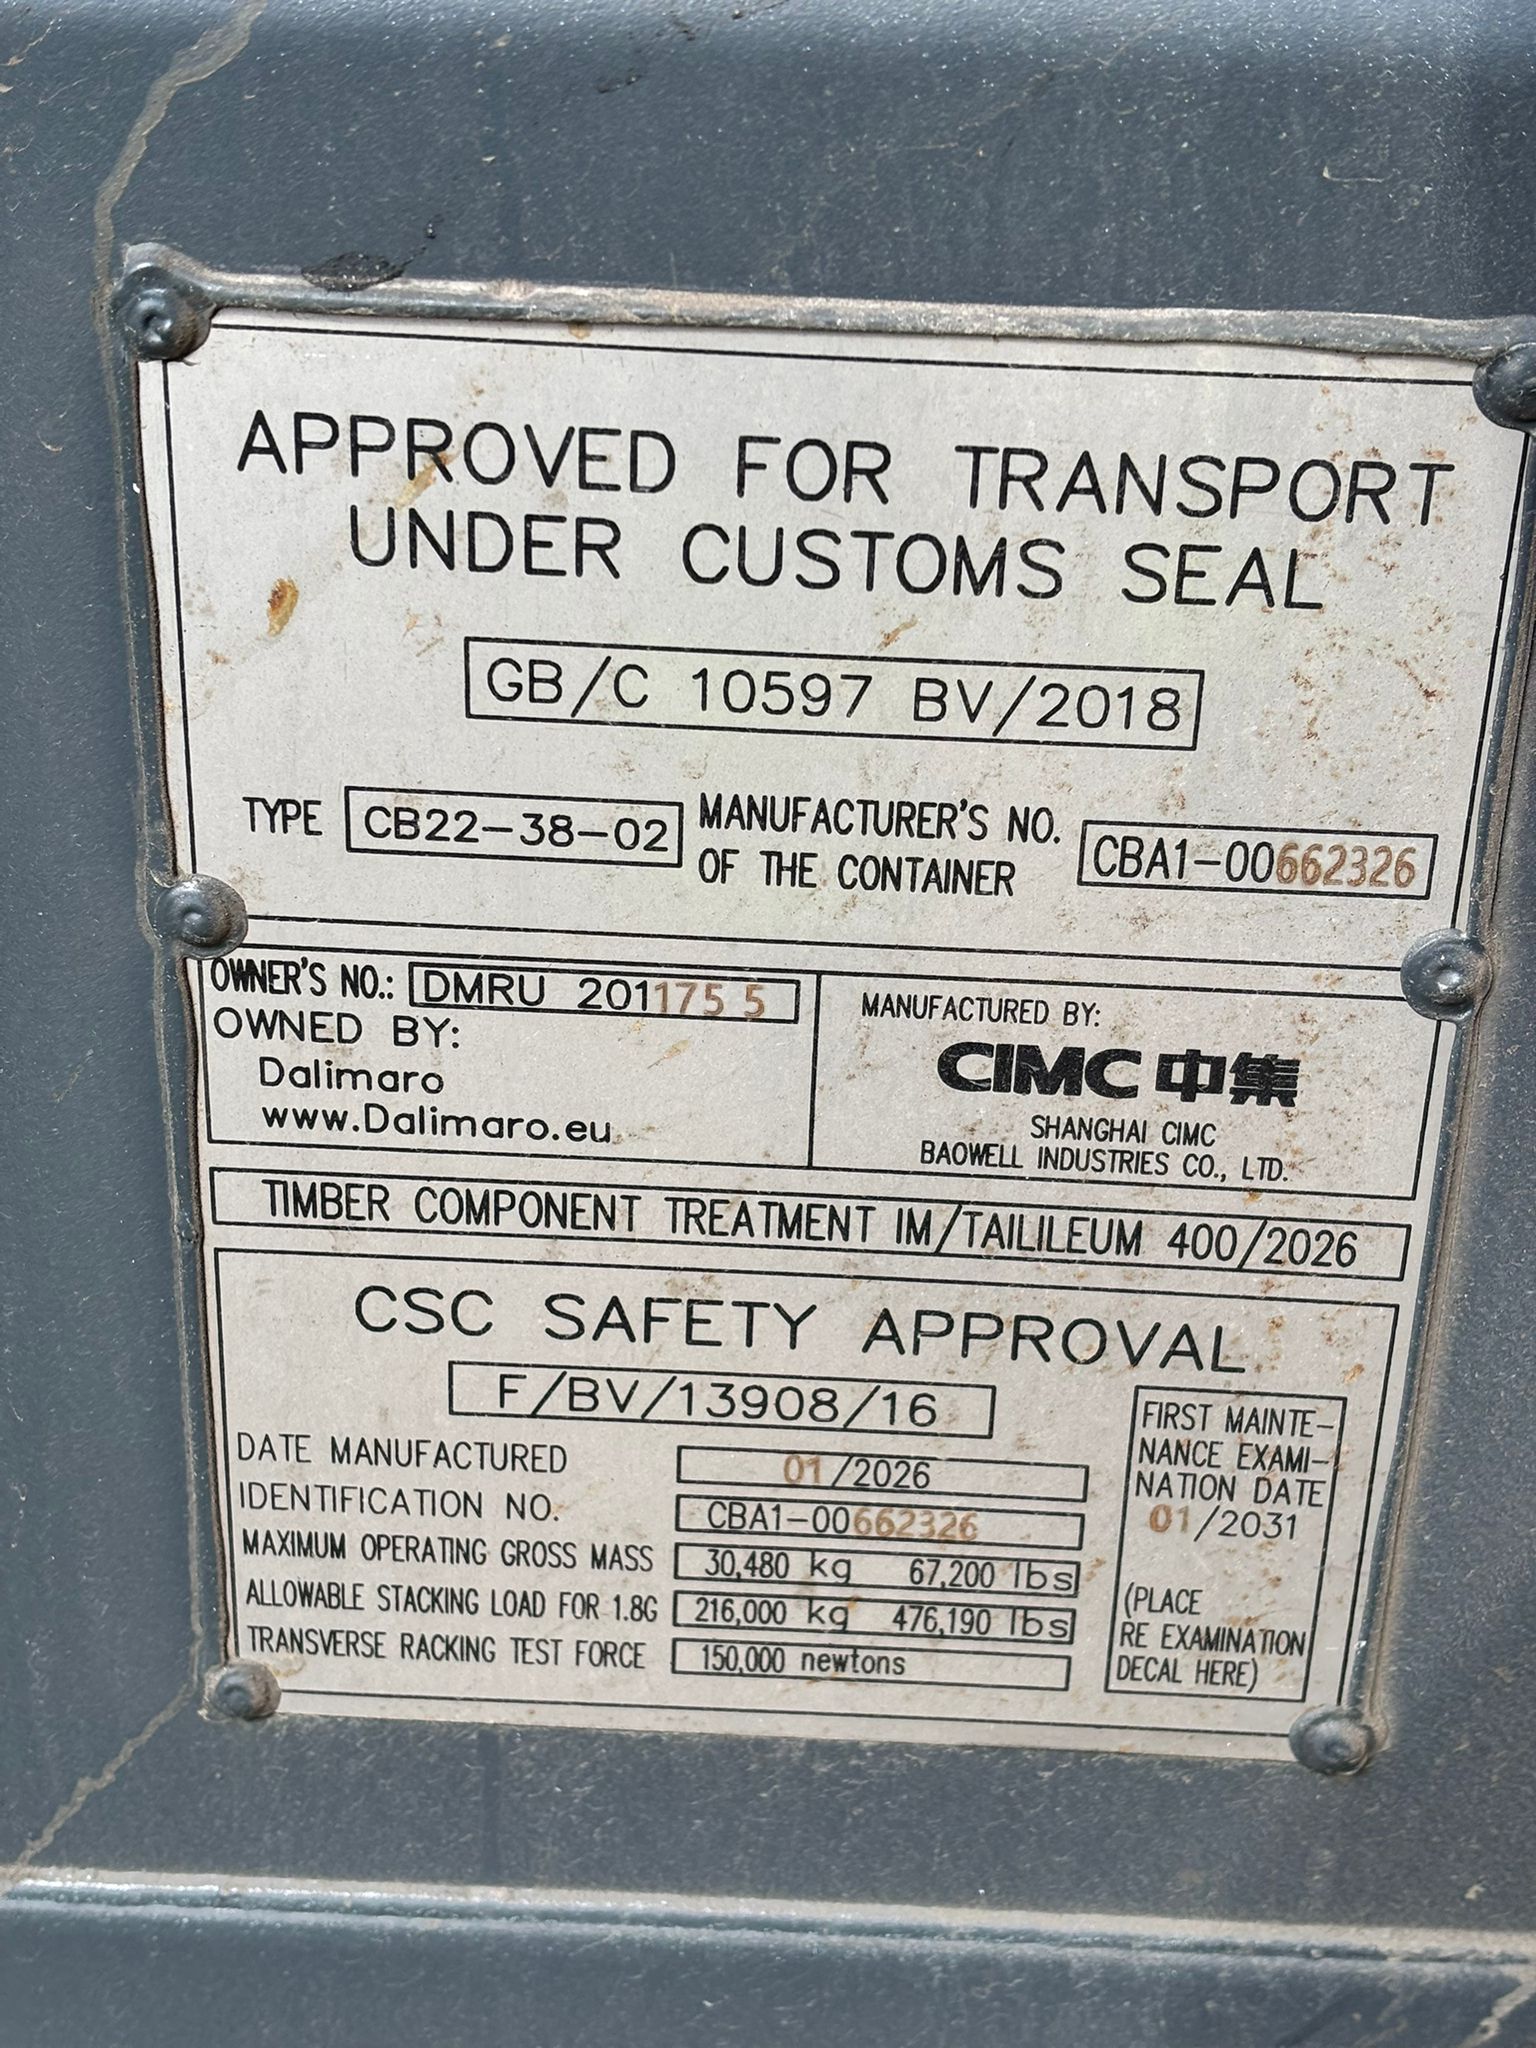 APPROVED FOR TRANSPORT
UNDER CUSTOMS SEAL
GB/C 10597 BV/2018
TYPE CB22-38-02
MANUFACTURER'S NO.
OF THE CONTAINER
CBA1-00662326
OWNER'S NO.: DMRU 201175 5
OWNED BY:
Dalimaro
www.Dalimaro.eu
MANUFACTURED BY:
CIMC 中集
SHANGHAI CIMC
BAOWELL INDUSTRIES CO., LTD.
TIMBER COMPONENT TREATMENT IM/TAILILEUM 400/2026
CSC SAFETY APPROVAL
F/BV/13908/16
DATE MANUFACTURED 01/2026
IDENTIFICATION NO. CBA1-00662326
MAXIMUM OPERATING GROSS MASS 30,480 kg 67,200 lbs
ALLOWABLE STACKING LOAD FOR 1.8G 216,000 kg 476,190 lbs
TRANSVERSE RACKING TEST FORCE 150,000 newtons
FIRST MAINTE-
NANCE EXAMI-
NATION DATE
01/2031
(PLACE
RE EXAMINATION
DECAL HERE)